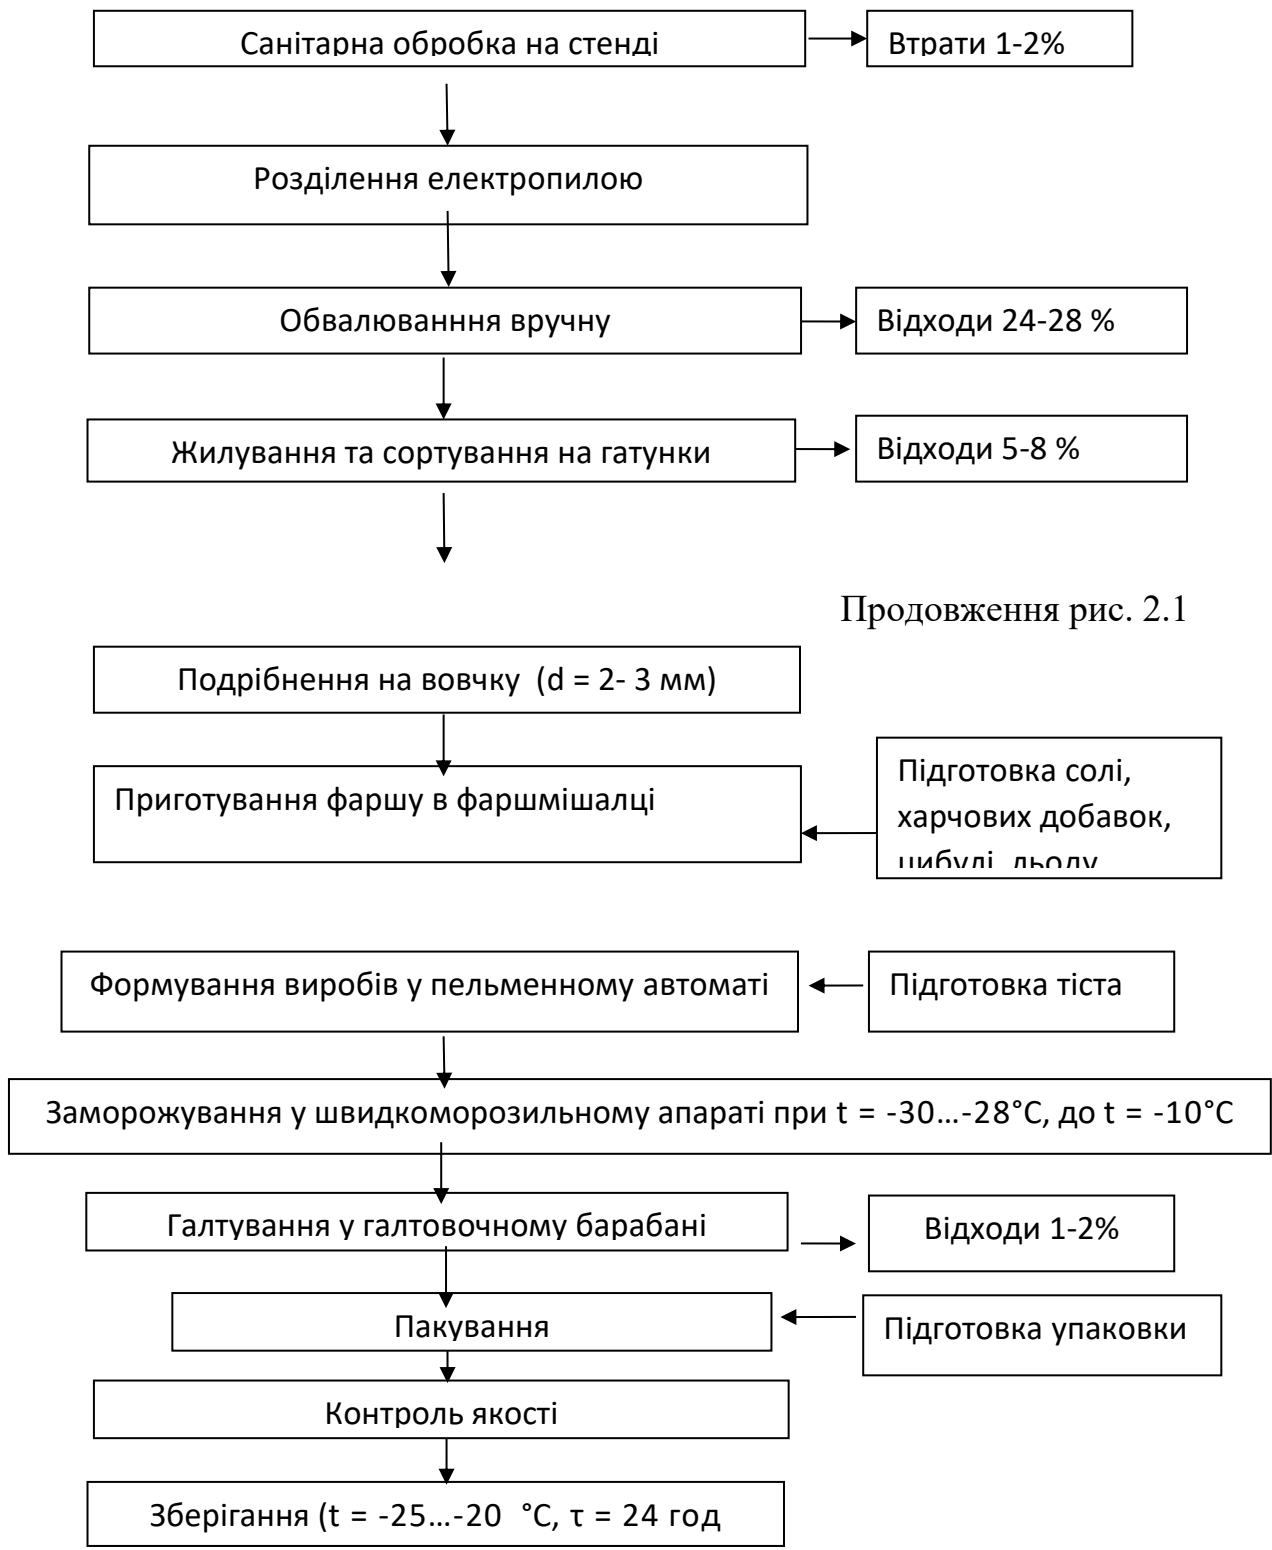 Санітарна обробка на стенді
Втрати 1-2%
Розділення електропилою
Обвалюванння вручну
Відходи 24-28 %
Жилування та сортування на гатунки
Відходи 5-8 %
Продовження рис. 2.1
Подрібнення на вовчку (d = 2- 3 мм)
Приготування фаршу в фаршмішалці
Підготовка солі,
харчових добавок,
цибулі, льоду
Формування виробів у пельменному автоматі
Підготовка тіста
Заморожування у швидкоморозильному апараті при t = -30…-28°С, до t = -10°С
Галтування у галтовочному барабані
Відходи 1-2%
Пакування
Підготовка упаковки
Контроль якості
Зберігання (t = -25…-20 °С, τ = 24 год